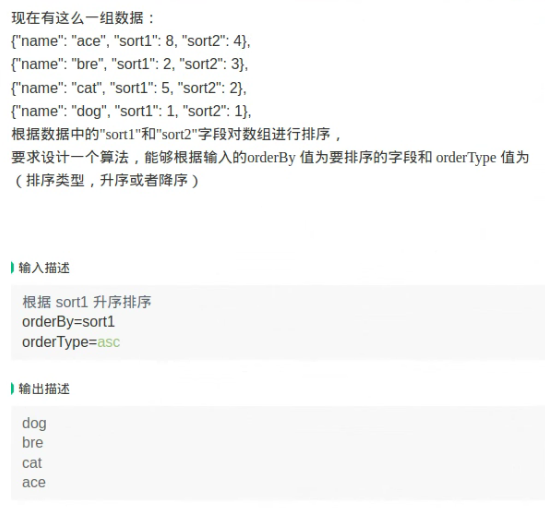 现在有这么一组数据：
{"name": "ace", "sort1": 8, "sort2": 4},
{"name": "bre", "sort1": 2, "sort2": 3},
{"name": "cat", "sort1": 5, "sort2": 2},
{"name": "dog", "sort1": 1, "sort2": 1},
根据数据中的"sort1"和"sort2"字段对数组进行排序，
要求设计一个算法，能够根据输入的orderBy 值为要排序的字段和 orderType 值为
（排序类型，升序或者降序）
输入描述
根据 sort1 升序排序
orderBy=sort1
orderType=asc
输出描述
dog
bre
cat
ace